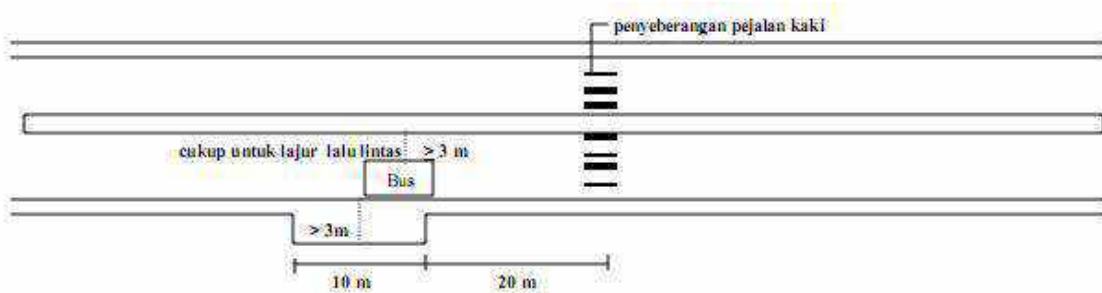 penyeberangan pejalan kaki
cukup untuk lajur lalu lintas > 3 m
Bus
> 3m
10 m 20 m